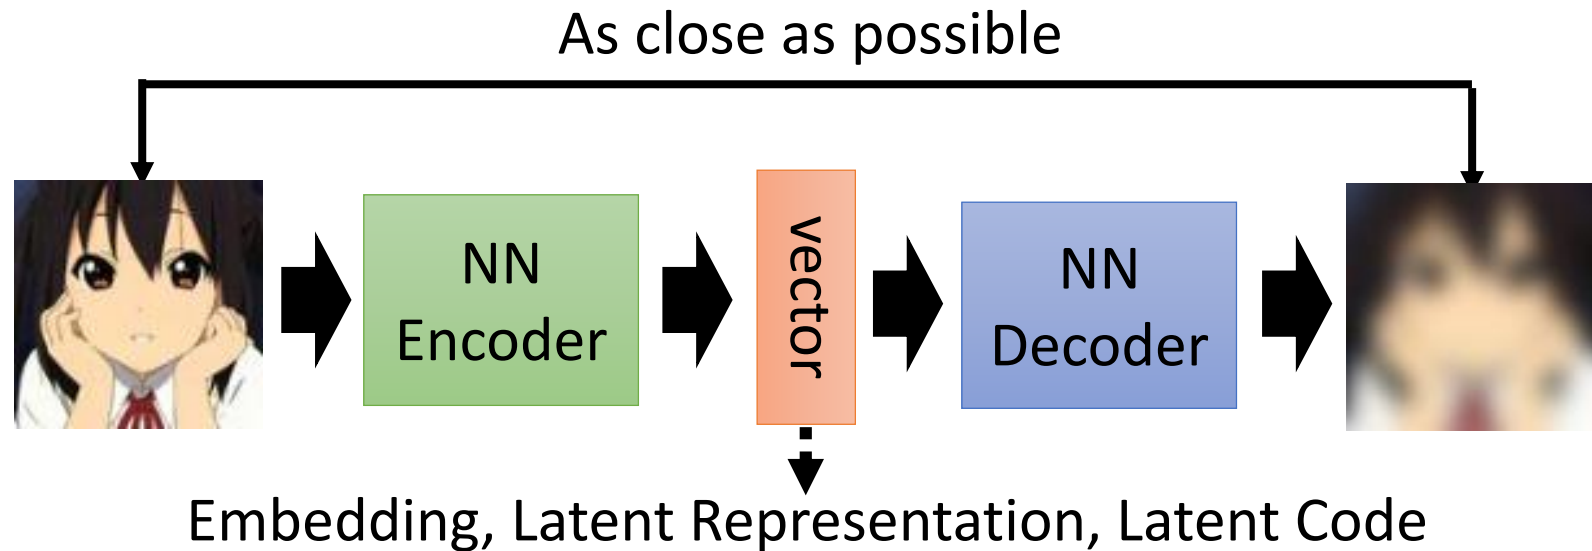 As close as possible
NN
Encoder
vector
NN
Decoder
Embedding, Latent Representation, Latent Code